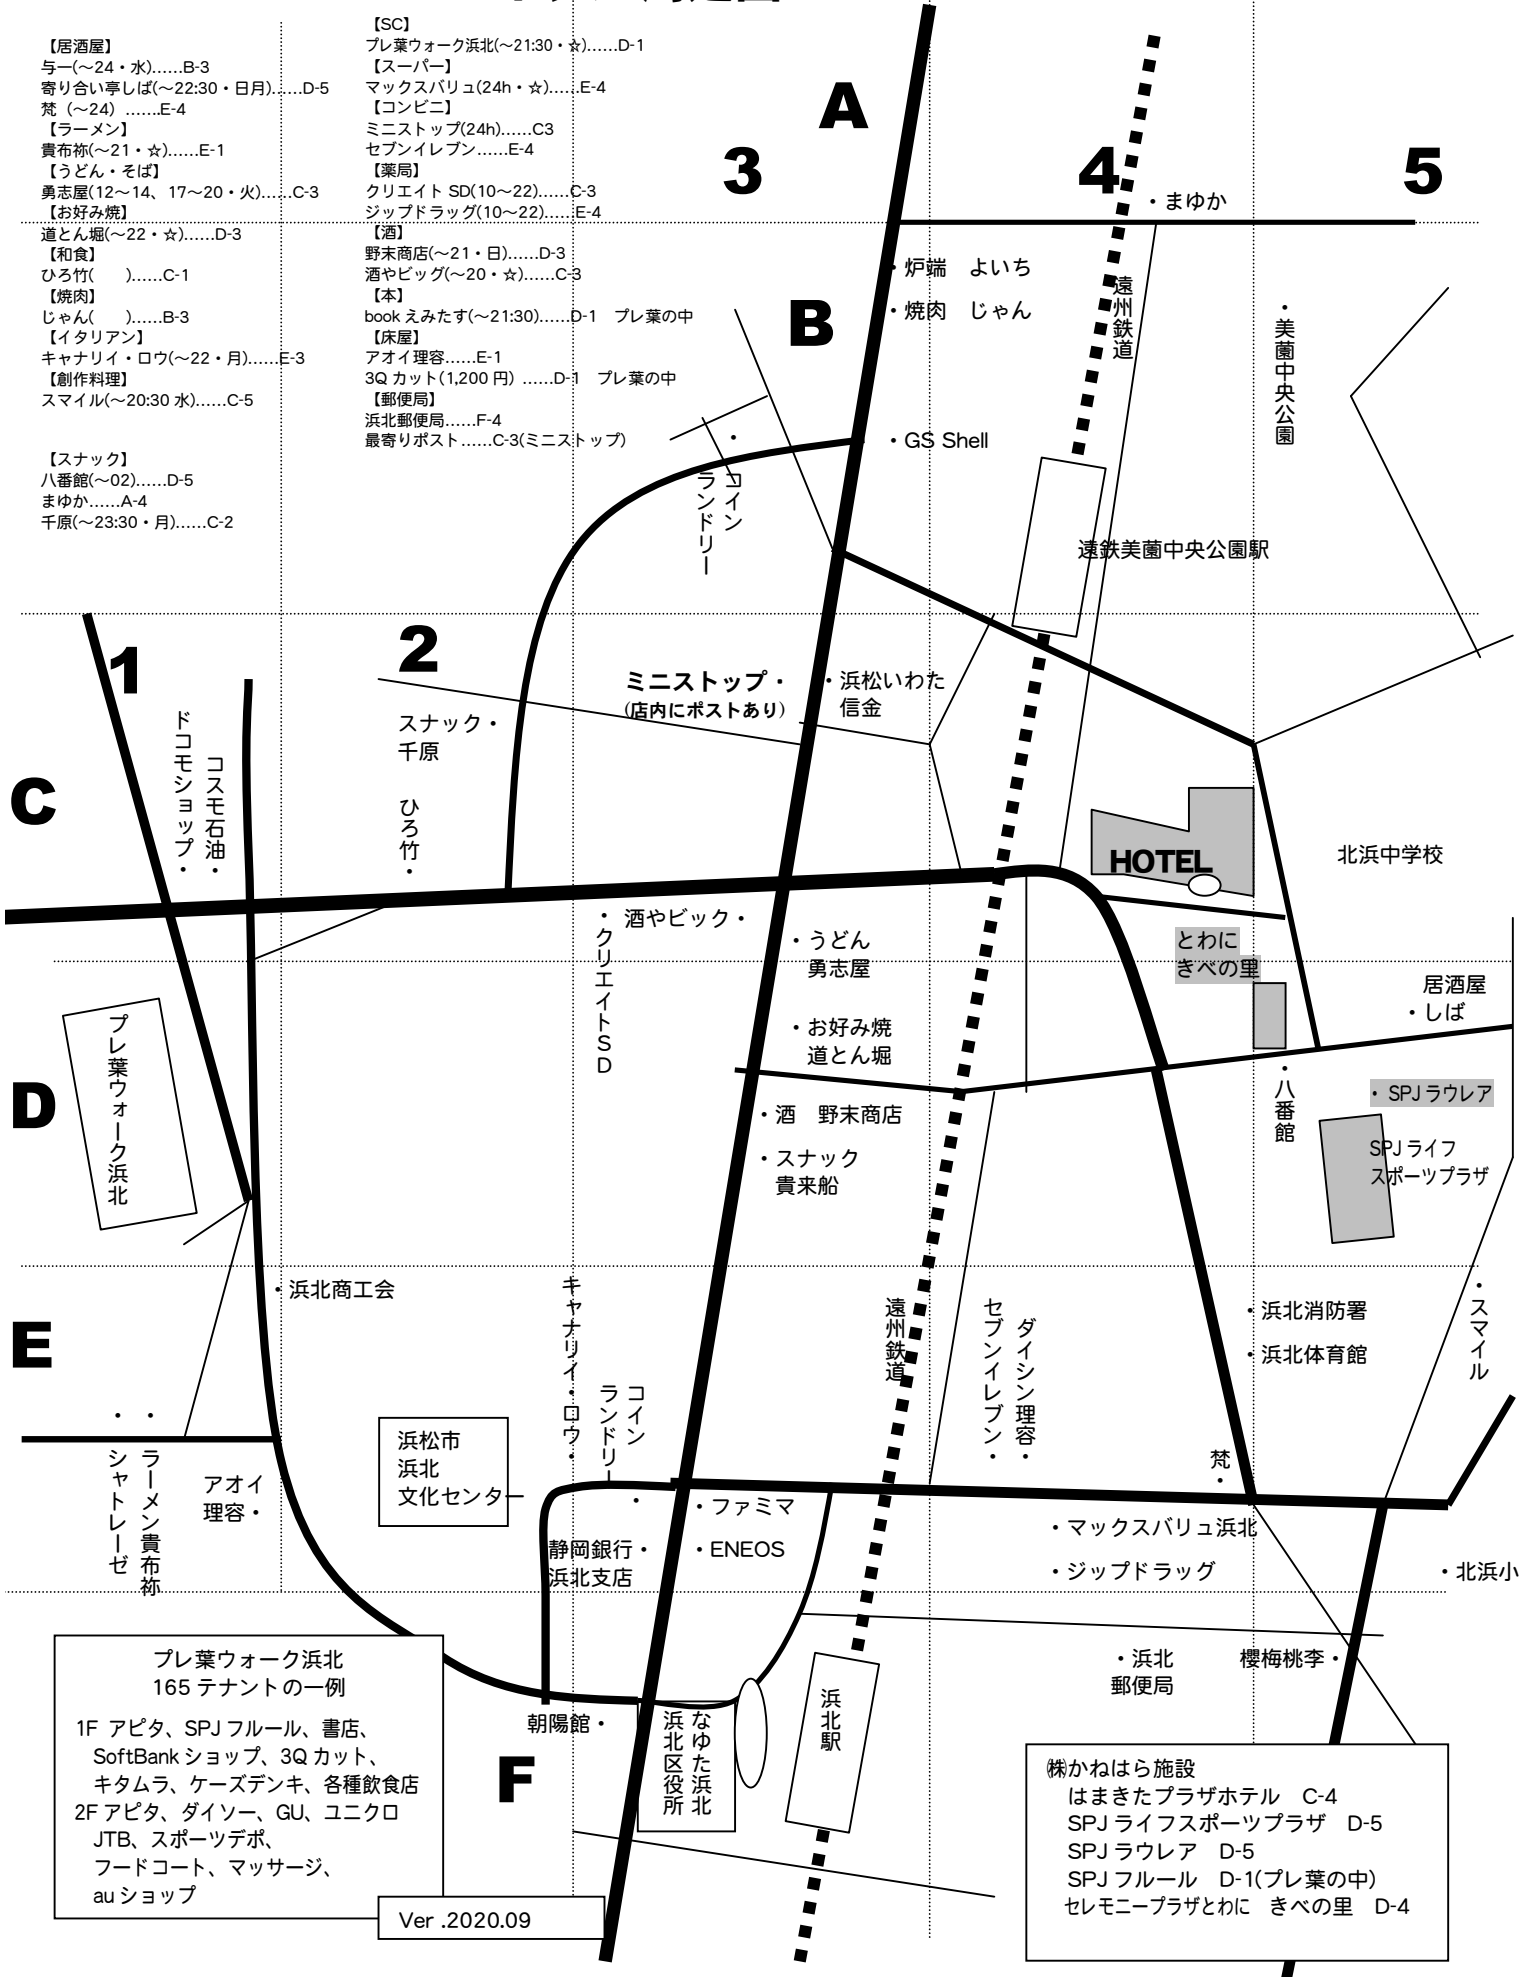 【居酒屋】
与一(～24・水)……B-3
寄り合い亭しば(～22:30・日月)……D-5
梵（～24）…….E-4
【ラーメン】
貴布祢(～21・☆)……E-1
【うどん・そば】
勇志屋(12～14、17～20・火)……C-3
【お好み焼】
道とん堀(～22・☆)……D-3
【和食】
ひろ竹(　　)……C-1
【焼肉】
じゃん(　　)……B-3
【イタリアン】
キャナリイ・ロウ(～22・月)……E-3
【創作料理】
スマイル(～20:30 水)……C-5
【スナック】
八番館(～02)……D-5
まゆか……A-4
千原(～23:30・月)……C-2
【SC】
プレ葉ウォーク浜北(～21:30・☆)……D-1
【スーパー】
マックスバリュ(24h・☆)……E-4
【コンビニ】
ミニストップ(24h)……C3
セブンイレブン……E-4
【薬局】
クリエイト SD(10～22)……C-3
ジップドラッグ(10～22)……E-4
【酒】
野末商店(～21・日)……D-3
酒やビッグ(～20・☆)……C-3
【本】
book えみたす(～21:30)……D-1　プレ葉の中
【床屋】
アオイ理容……E-1
3Q カット(1,200 円) ……D-1　プレ葉の中
【郵便局】
浜北郵便局……F-4
最寄りポスト……C-3(ミニストップ)
A
3
4
5
・まゆか
・炉端　よいち
・焼肉　じゃん
遠州鉄道
・美薗中央公園
B
・GS Shell
・コイン
ランドリー
遠鉄美薗中央公園駅
1
2
ミニストップ・
(店内にポストあり)
・浜松いわた
信金
スナック・
千原
ドコモショップ・
コスモ石油・
ひろ竹・
C
HOTEL
北浜中学校
・クリエイトＳＤ
酒やビック・
・うどん
勇志屋
とわに
きべの里
居酒屋
・しば
・お好み焼
道とん堀
プレ葉ウォーク浜北
D
・八番館
・SPJ ラウレア
・酒　野末商店
SPJ ライフ
スポーツプラザ
・スナック
貴来船
・浜北商工会
キャナリイ・ロウ・
遠州鉄道
セブンイレブン・
ダイシン理容・
・浜北消防署
・浜北体育館
・スマイル
E
コイン
ランドリー
・
浜松市
浜北
文化センター
梵・
・シャトレーゼ
・ラーメン貴布祢
アオイ
理容・
・ファミマ
・ENEOS
静岡銀行・
浜北支店
・マックスバリュ浜北
・ジップドラッグ
・北浜小
プレ葉ウォーク浜北
165 テナントの一例
1F アピタ、SPJ フルール、書店、
SoftBank ショップ、3Q カット、
キタムラ、ケーズデンキ、各種飲食店
2F アピタ、ダイソー、GU、ユニクロ
JTB、スポーツデポ、
フードコート、マッサージ、
au ショップ
・浜北
郵便局
櫻梅桃李・
朝陽館・
F
なゆた浜北
浜北区役所
浜北駅
㈱かねはら施設
はまきたプラザホテル　C-4
SPJ ライフスポーツプラザ　D-5
SPJ ラウレア　D-5
SPJ フルール　D-1(プレ葉の中)
セレモニープラザとわに　きべの里　D-4
Ver .2020.09